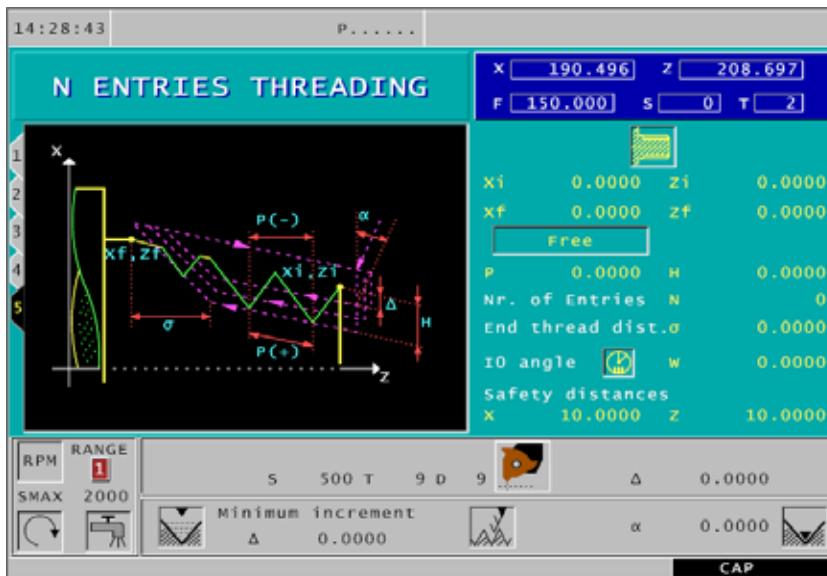 14:28:43 P......
N ENTRIES THREADING
X 190.496 Z 208.697
F 150.000 S 0 T 2
1
2
3
4
5
X
P(-)
α
xf,zf
xi,zi
Δ
H
σ
P(+)
Z
Xi 0.0000 Zi 0.0000
Xf 0.0000 Zf 0.0000
Free
P 0.0000 H 0.0000
Nr. of Entries N 0
End thread dist.σ 0.0000
IO angle W 0.0000
Safety distances
X 10.0000 Z 10.0000
RPM RANGE
1
SMAX 2000
S 500 T 9 D 9 Δ 0.0000
Minimum increment
Δ 0.0000
α 0.0000
CAP